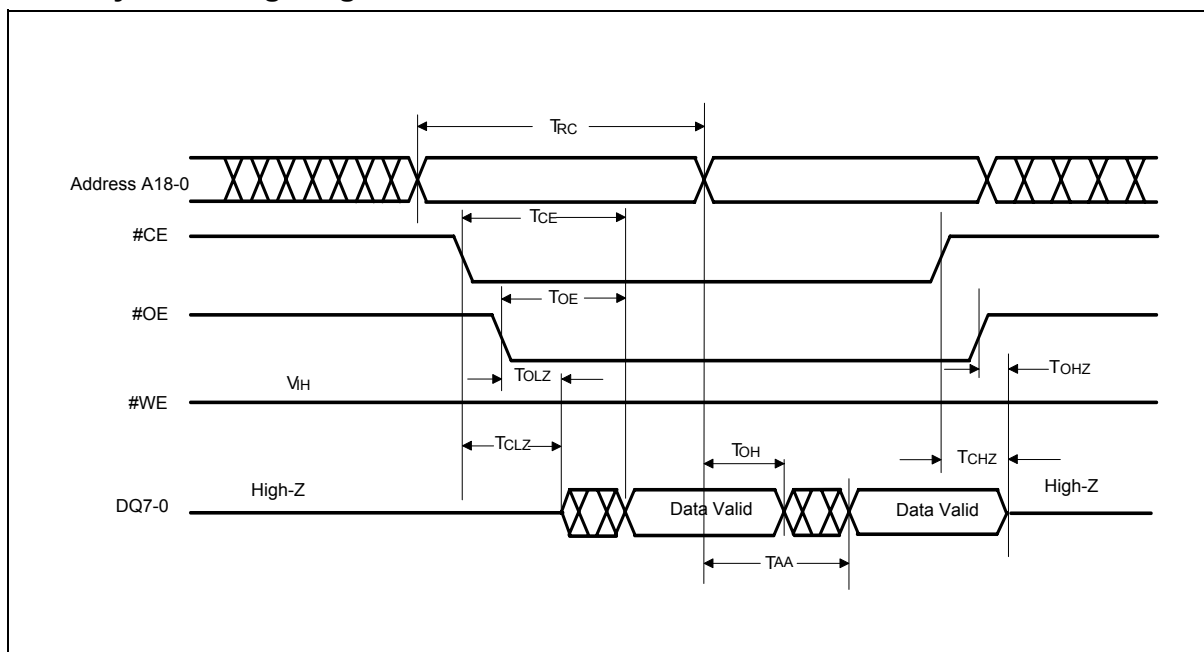 TRC
Address A18-0
TCE
#CE
TOE
#OE
TOLZ
TOHZ
VIH
#WE
TCLZ
TOH
TCHZ
High-Z
High-Z
DQ7-0
Data Valid
Data Valid
TAA